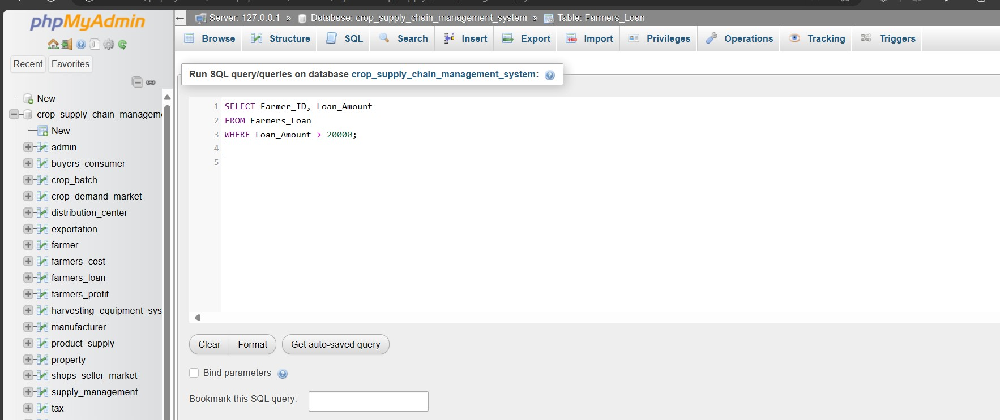 phpMyAdmin
Recent Favorites
New
crop_supply_chain_managem
New
admin
buyers_consumer
crop_batch
crop_demand_market
distribution_center
exportation
farmer
farmers_cost
farmers_loan
farmers_profit
harvesting_equipment_sys
manufacturer
product_supply
property
shops_seller_market
supply_management
tax
← Server: 127.0.0.1 » Database: crop_supply_chain_management_system » Table: Farmers_Loan
Browse Structure SQL Search Insert Export Import Privileges Operations Tracking Triggers
Run SQL query/queries on database crop_supply_chain_management_system:
1 SELECT Farmer_ID, Loan_Amount
2 FROM Farmers_Loan
3 WHERE Loan_Amount > 20000;
4
5
Clear Format Get auto-saved query
Bind parameters
Bookmark this SQL query: